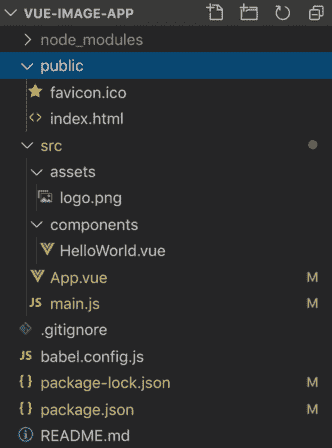 VUE-IMAGE-APP
node_modules
public
favicon.ico
<> index.html
src
assets
logo.png
components
HelloWorld.vue
App.vue M
JS main.js M
.gitignore
JS babel.config.js
{} package-lock.json M
{} package.json M
README.md